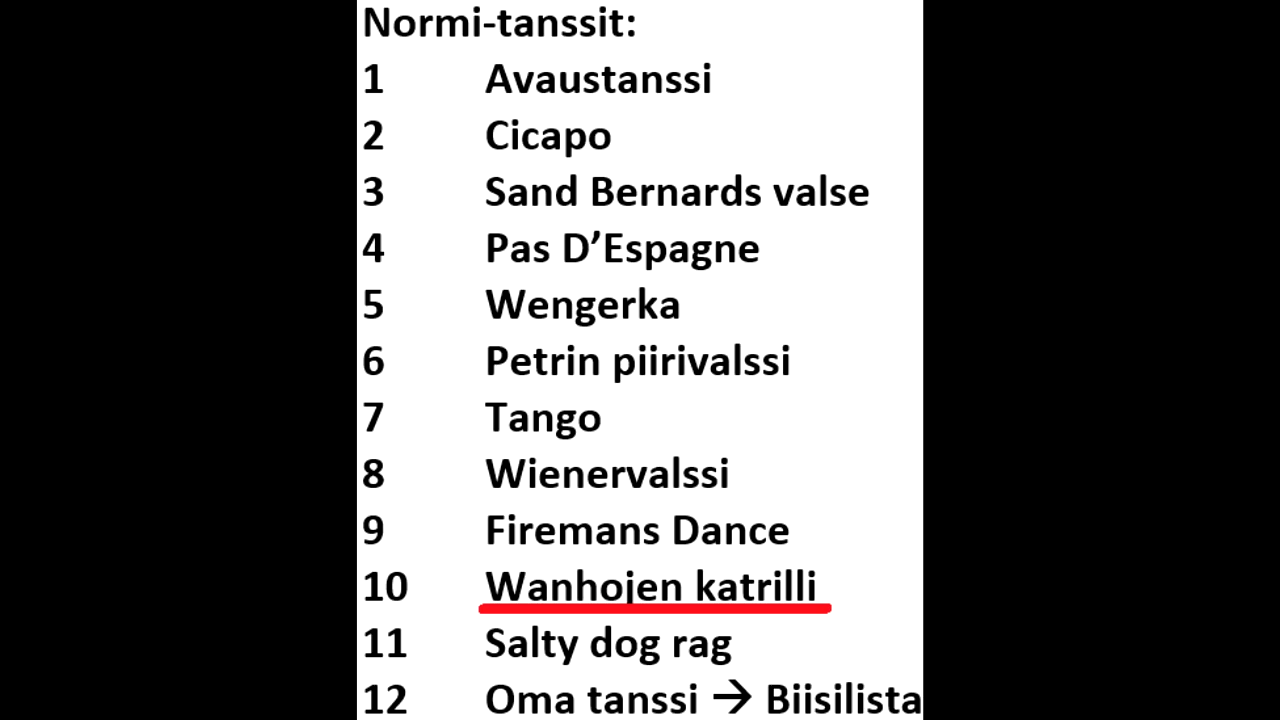 Normi-tanssit:
1 Avaustanssi
2 Cicapo
3 Sand Bernards valse
4 Pas D’Espagne
5 Wengerka
6 Petrin piirivalssi
7 Tango
8 Wienervalssi
9 Firemans Dance
10 Wanhojen katrilli
11 Salty dog rag
12 Oma tanssi → Biisilista